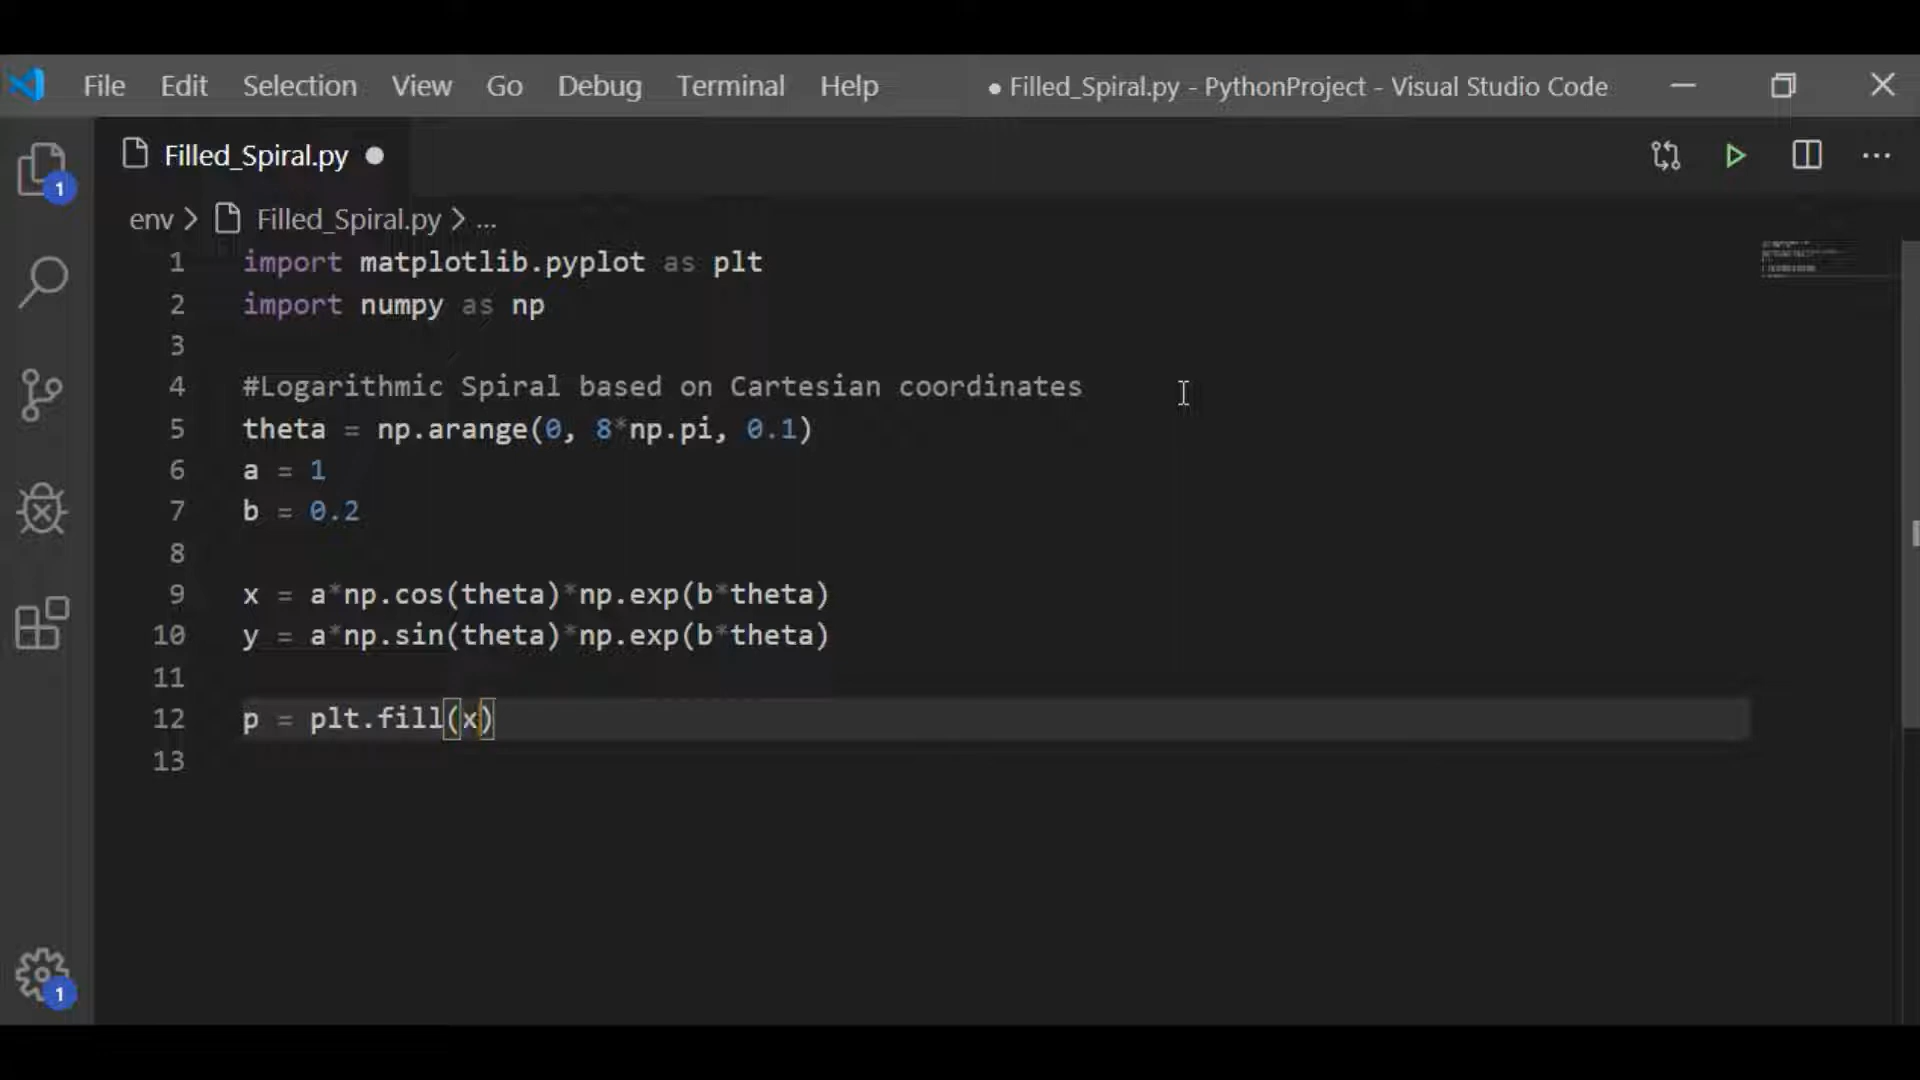 File Edit Selection View Go Debug Terminal Help ● Filled_Spiral.py - PythonProject - Visual Studio Code
Filled_Spiral.py ●
env > Filled_Spiral.py > ...
1 import matplotlib.pyplot as plt
2 import numpy as np
3
4 #Logarithmic Spiral based on Cartesian coordinates
5 theta = np.arange(0, 8*np.pi, 0.1)
6 a = 1
7 b = 0.2
8
9 x = a*np.cos(theta)*np.exp(b*theta)
10 y = a*np.sin(theta)*np.exp(b*theta)
11
12 p = plt.fill(x)
13
1
1